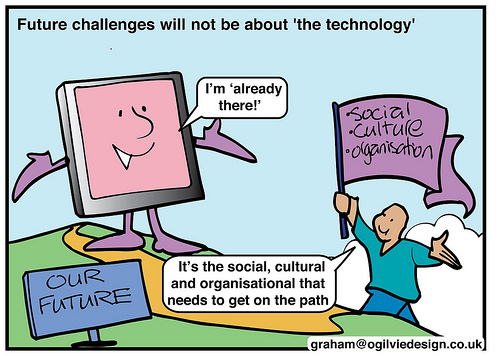 Future challenges will not be about 'the technology'
I'm 'already
there!'
•social
•culture
•organisation
It's the social, cultural
and organisational that
needs to get on the path
OUR
FUTURE
graham@ogilviedesign.co.uk